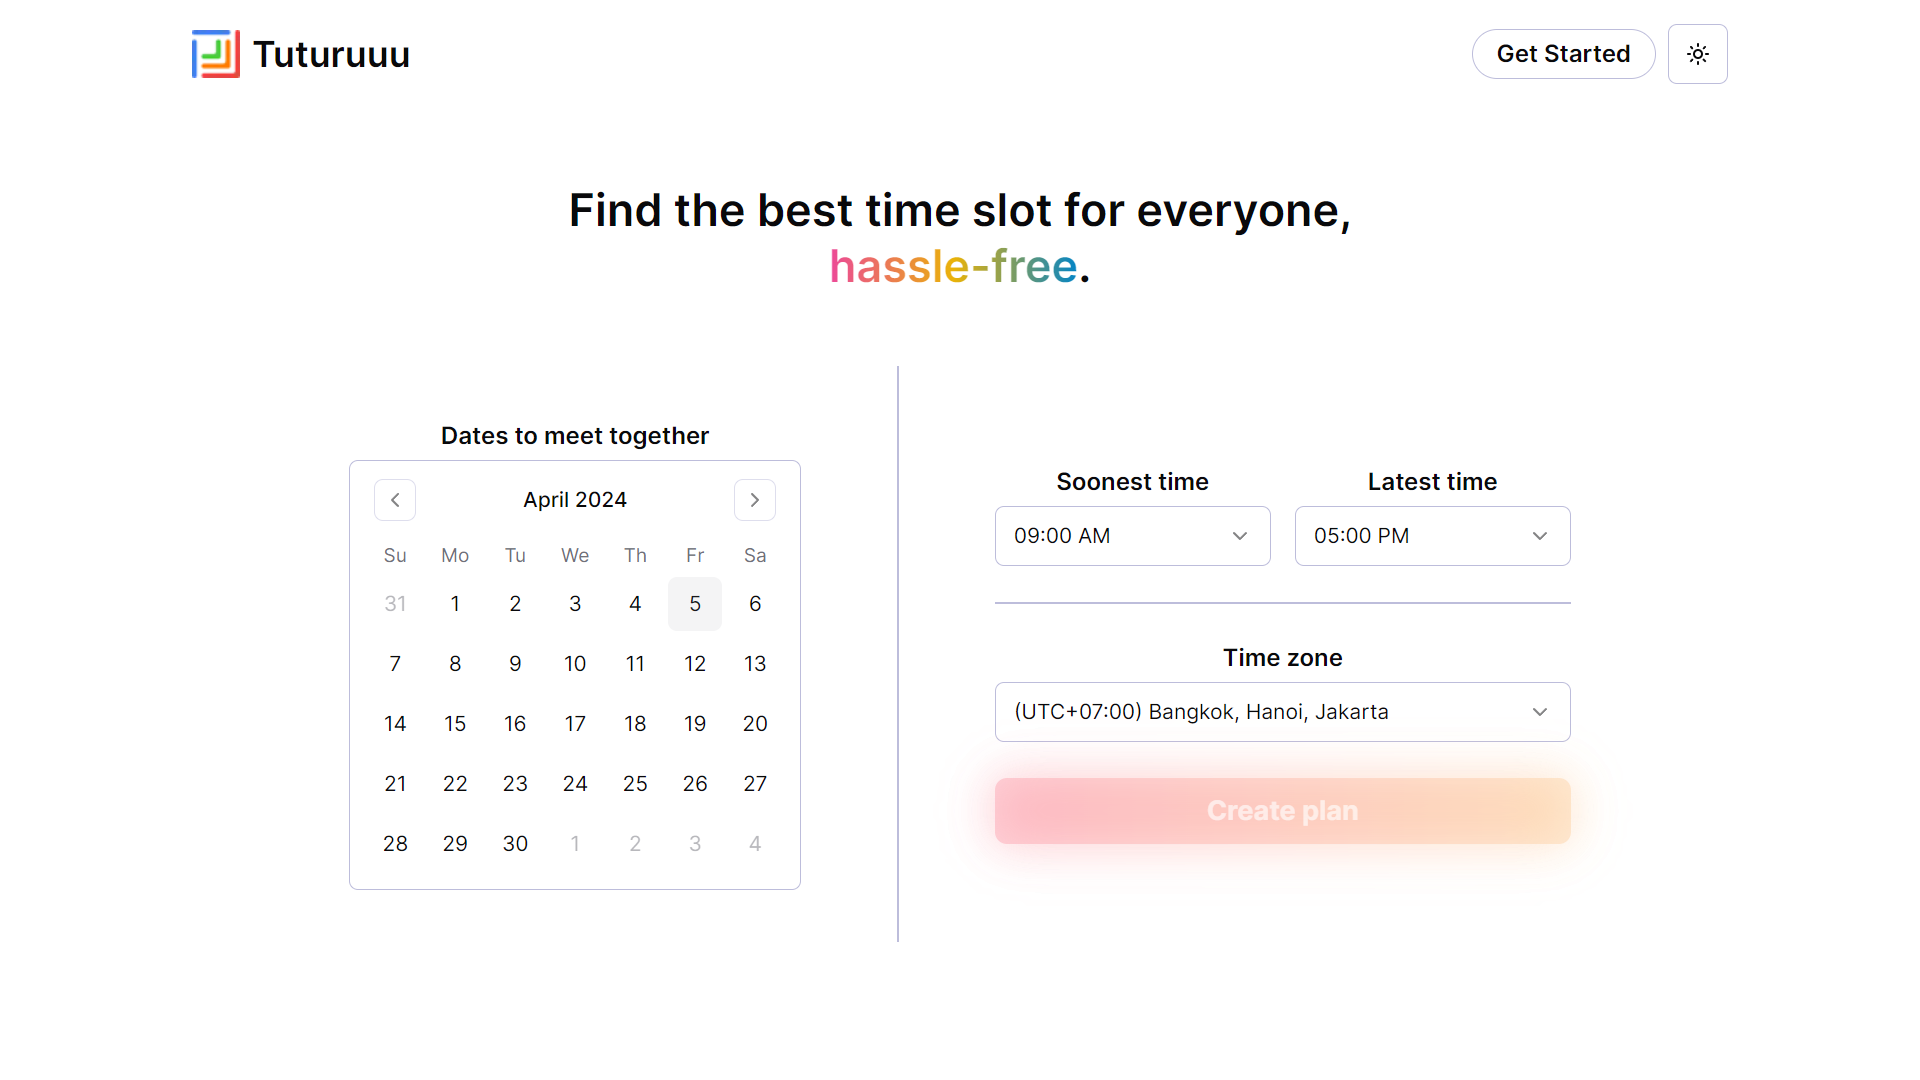 Tuturuuu
Get Started
Find the best time slot for everyone,
hassle-free.
Dates to meet together
April 2024
Su Mo Tu We Th Fr Sa
31 1 2 3 4 5 6
7 8 9 10 11 12 13
14 15 16 17 18 19 20
21 22 23 24 25 26 27
28 29 30 1 2 3 4
Soonest time
09:00 AM
Latest time
05:00 PM
Time zone
(UTC+07:00) Bangkok, Hanoi, Jakarta
Create plan